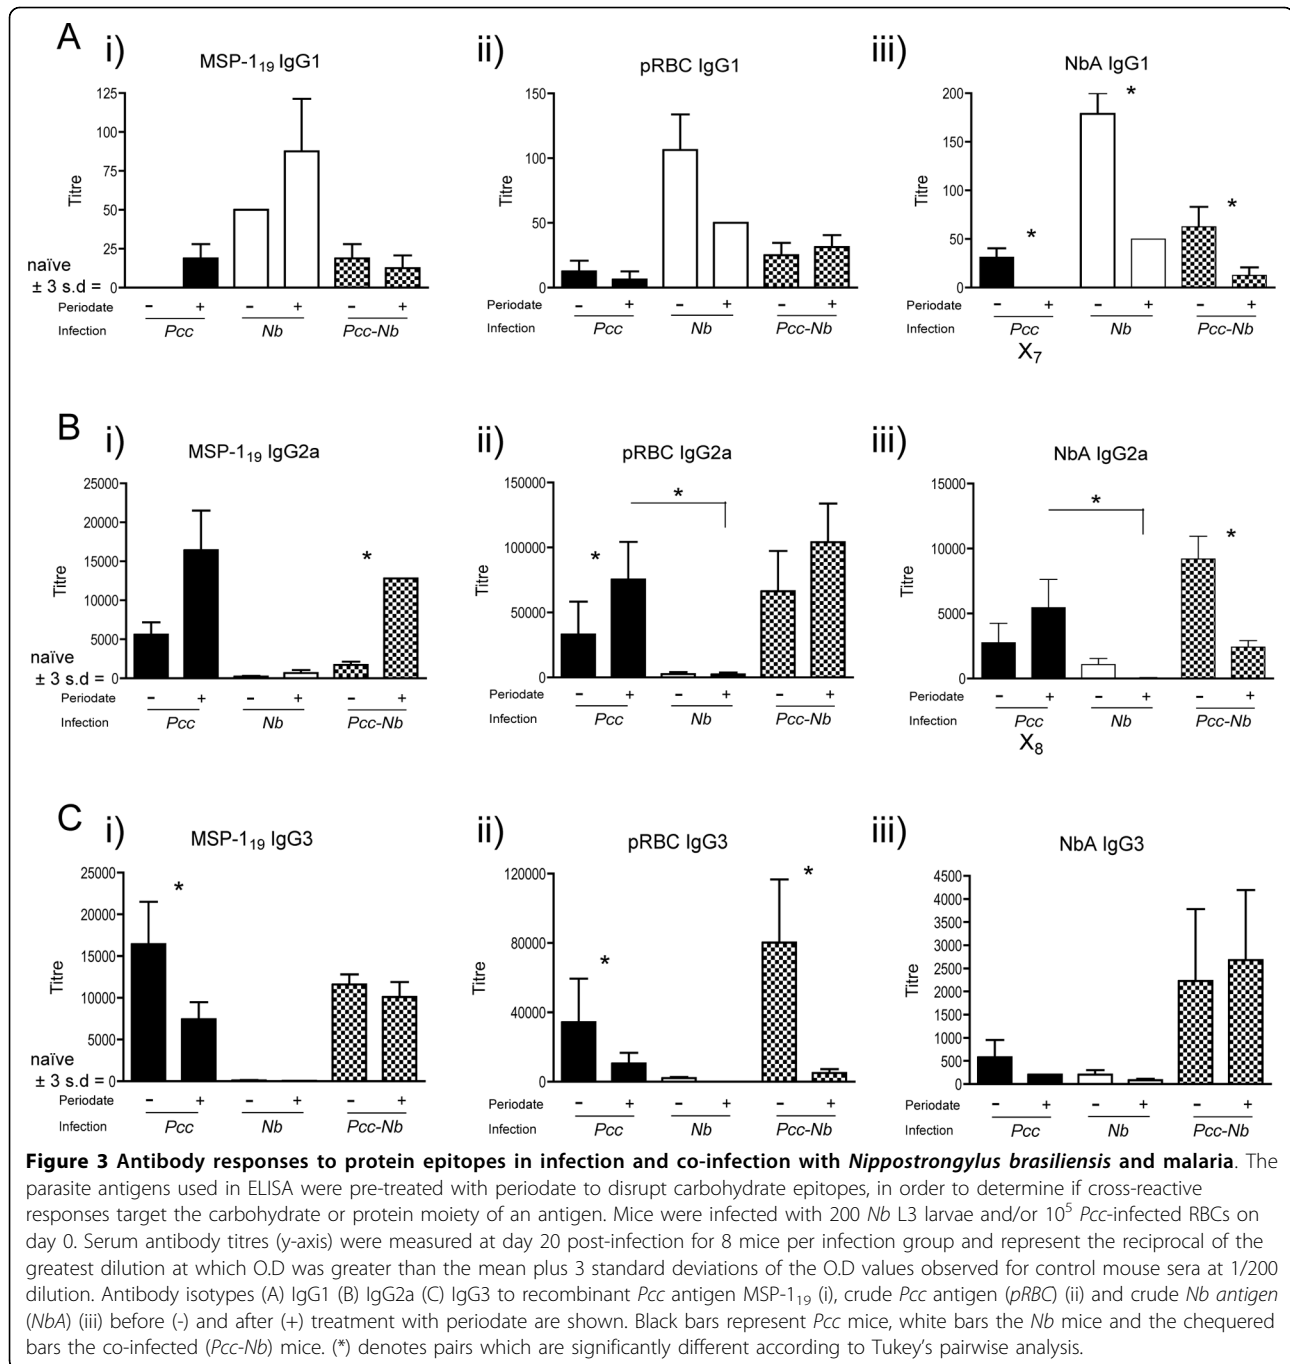 A
i)
MSP-1₁₉ IgG1
125
100
75
50
25
0
Titre
naïve
± 3 s.d =
Periodate - + - + - +
Infection Pcc Nb Pcc-Nb
ii)
pRBC IgG1
150
100
50
0
Titre
Periodate - + - + - +
Infection Pcc Nb Pcc-Nb
iii)
NbA IgG1
200
150
100
50
0
Titre
* * *
Periodate - + - + - +
Infection Pcc Nb Pcc-Nb
X₇
B
i)
MSP-1₁₉ IgG2a
25000
20000
15000
10000
5000
0
Titre
*
naïve
± 3 s.d =
Periodate - + - + - +
Infection Pcc Nb Pcc-Nb
ii)
pRBC IgG2a
150000
100000
50000
0
Titre
* *
Periodate - + - + - +
Infection Pcc Nb Pcc-Nb
iii)
NbA IgG2a
15000
10000
5000
0
Titre
* *
Periodate - + - + - +
Infection Pcc Nb Pcc-Nb
X₈
C
i)
MSP-1₁₉ IgG3
25000
20000
15000
10000
5000
0
Titre
*
naïve
± 3 s.d =
Periodate - + - + - +
Infection Pcc Nb Pcc-Nb
ii)
pRBC IgG3
120000
80000
40000
0
Titre
* *
Periodate - + - + - +
Infection Pcc Nb Pcc-Nb
iii)
NbA IgG3
4500
4000
3500
3000
2500
2000
1500
1000
500
0
Titre
Periodate - + - + - +
Infection Pcc Nb Pcc-Nb
Figure 3 Antibody responses to protein epitopes in infection and co-infection with Nippostrongylus brasiliensis and malaria. The
parasite antigens used in ELISA were pre-treated with periodate to disrupt carbohydrate epitopes, in order to determine if cross-reactive
responses target the carbohydrate or protein moiety of an antigen. Mice were infected with 200 Nb L3 larvae and/or 10⁵ Pcc-infected RBCs on
day 0. Serum antibody titres (y-axis) were measured at day 20 post-infection for 8 mice per infection group and represent the reciprocal of the
greatest dilution at which O.D was greater than the mean plus 3 standard deviations of the O.D values observed for control mouse sera at 1/200
dilution. Antibody isotypes (A) IgG1 (B) IgG2a (C) IgG3 to recombinant Pcc antigen MSP-1₁₉ (i), crude Pcc antigen (pRBC) (ii) and crude Nb antigen
(NbA) (iii) before (-) and after (+) treatment with periodate are shown. Black bars represent Pcc mice, white bars the Nb mice and the chequered
bars the co-infected (Pcc-Nb) mice. (*) denotes pairs which are significantly different according to Tukey's pairwise analysis.